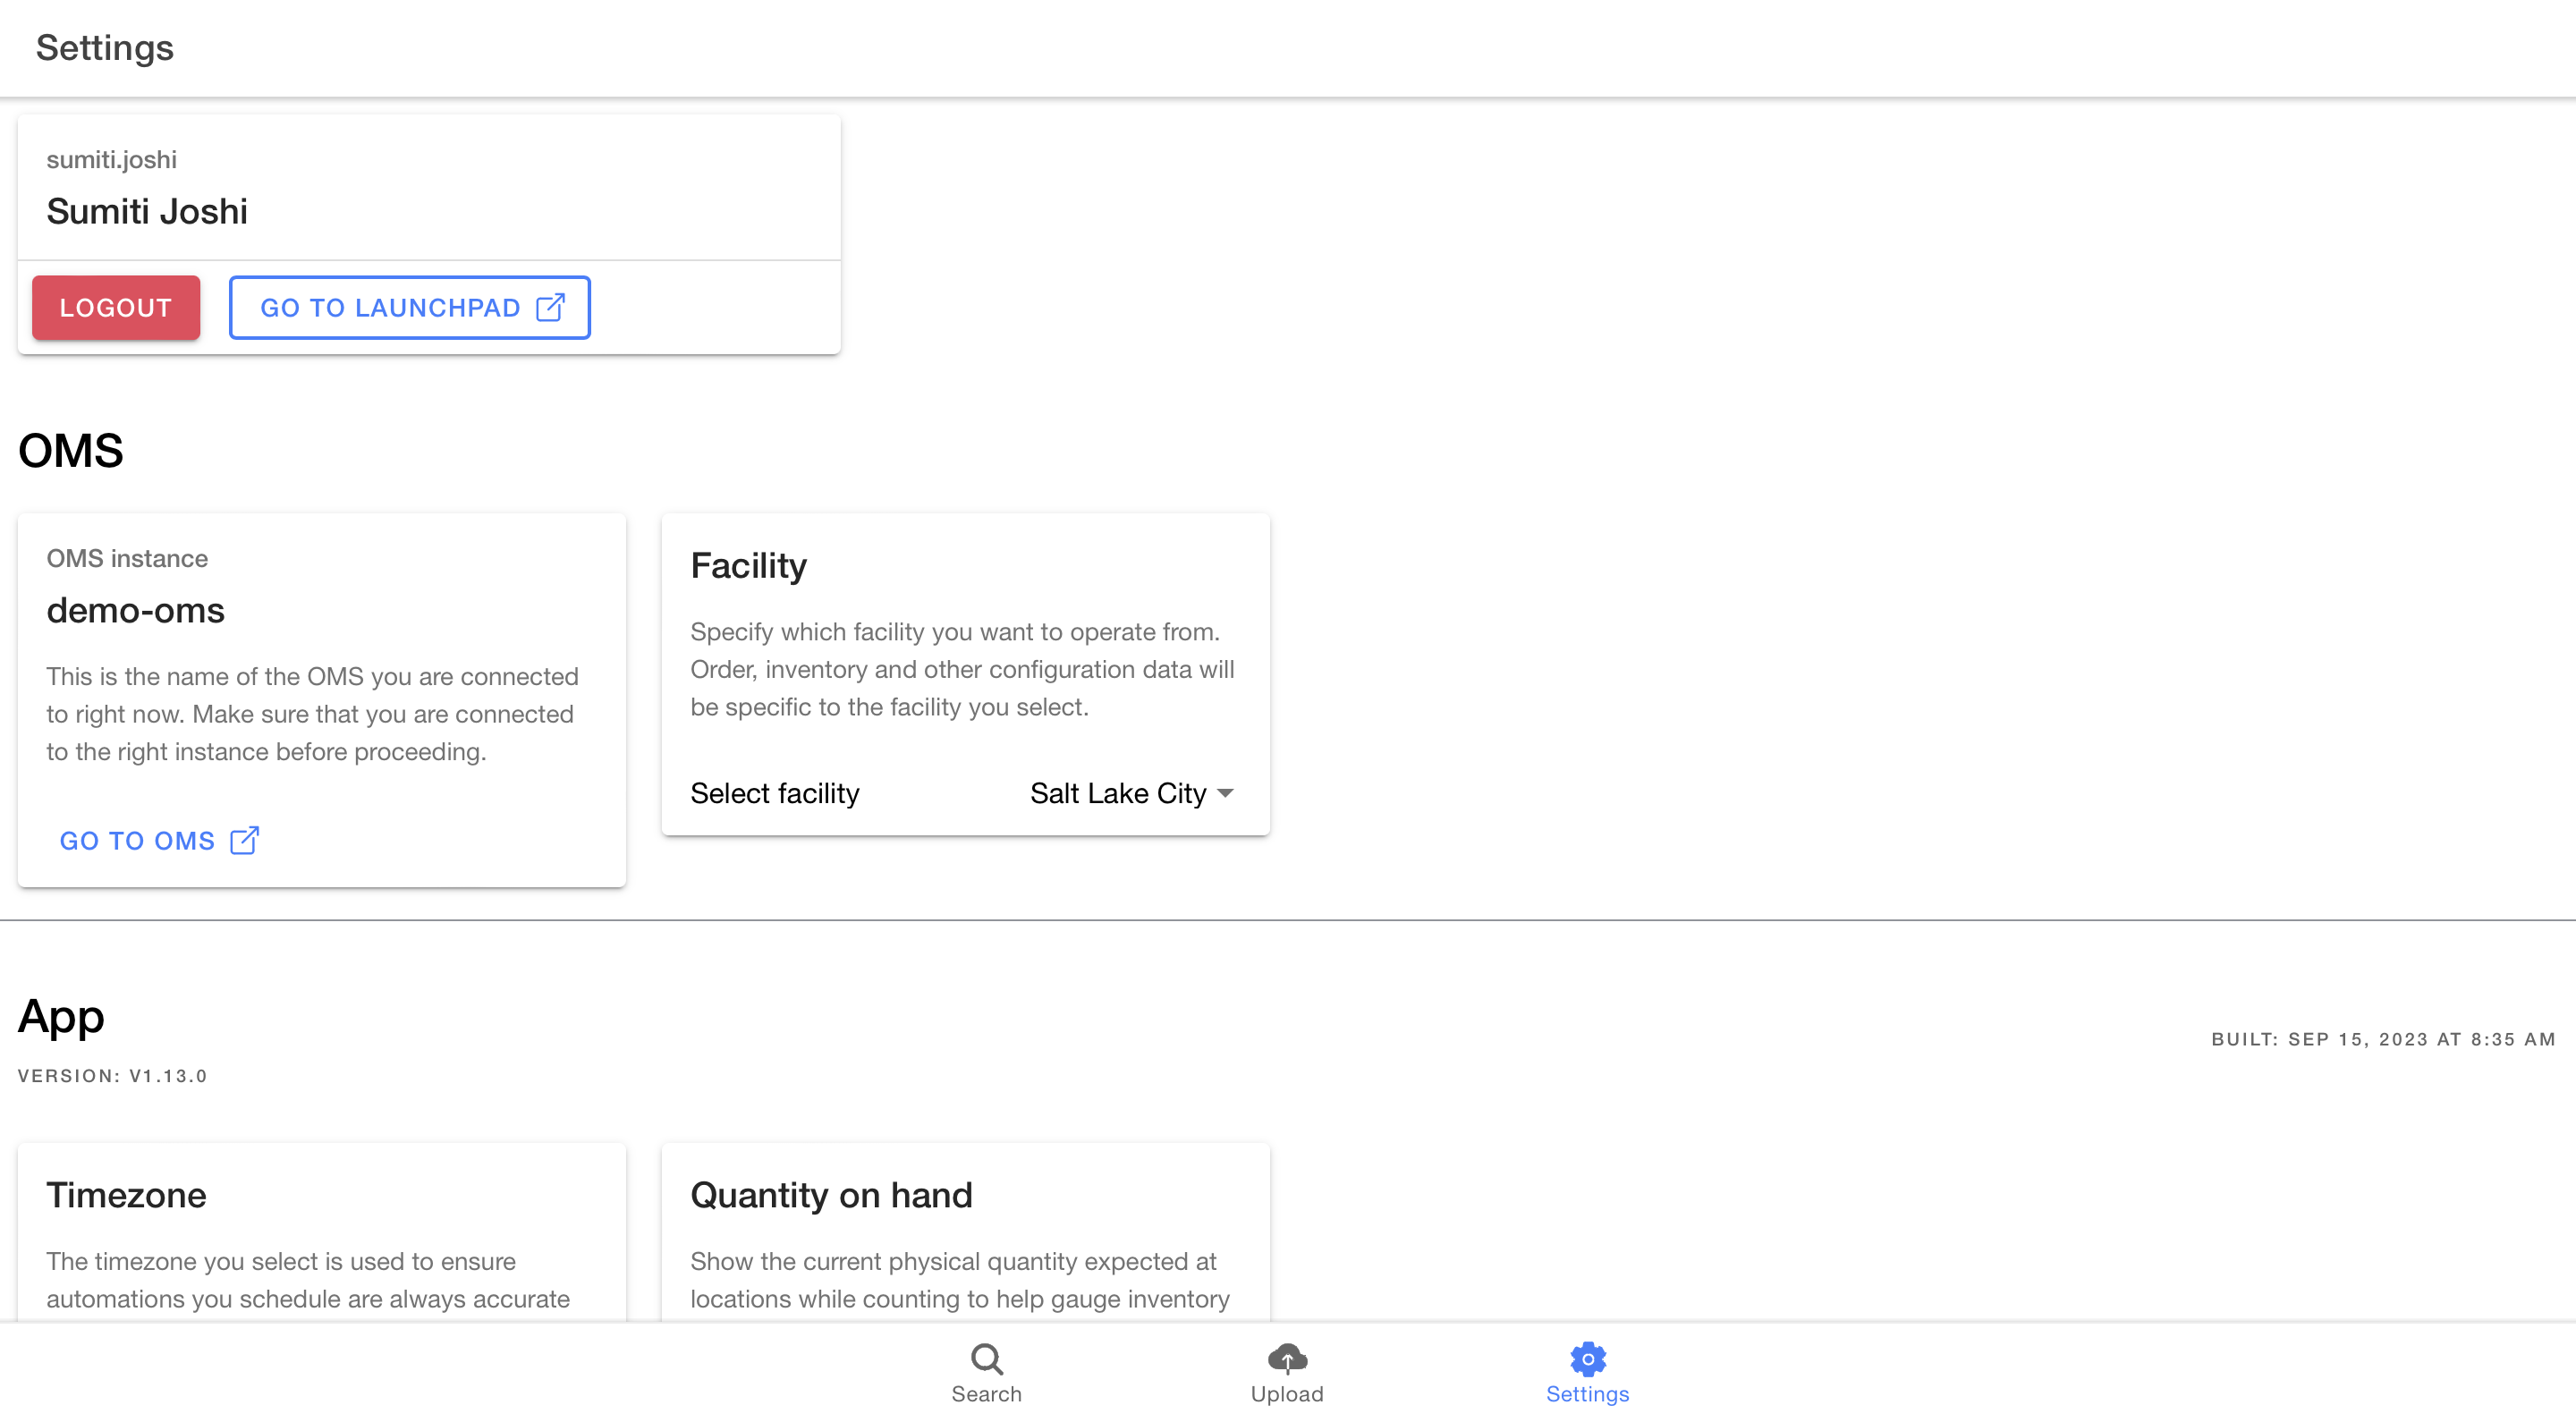 Settings
sumiti.joshi
Sumiti Joshi
LOGOUT
GO TO LAUNCHPAD
OMS
OMS instance
demo-oms
This is the name of the OMS you are connected
to right now. Make sure that you are connected
to the right instance before proceeding.
GO TO OMS
Facility
Specify which facility you want to operate from.
Order, inventory and other configuration data will
be specific to the facility you select.
Select facility
Salt Lake City
App
VERSION: V1.13.0
BUILT: SEP 15, 2023 AT 8:35 AM
Timezone
The timezone you select is used to ensure
automations you schedule are always accurate
Quantity on hand
Show the current physical quantity expected at
locations while counting to help gauge inventory
Search
Upload
Settings